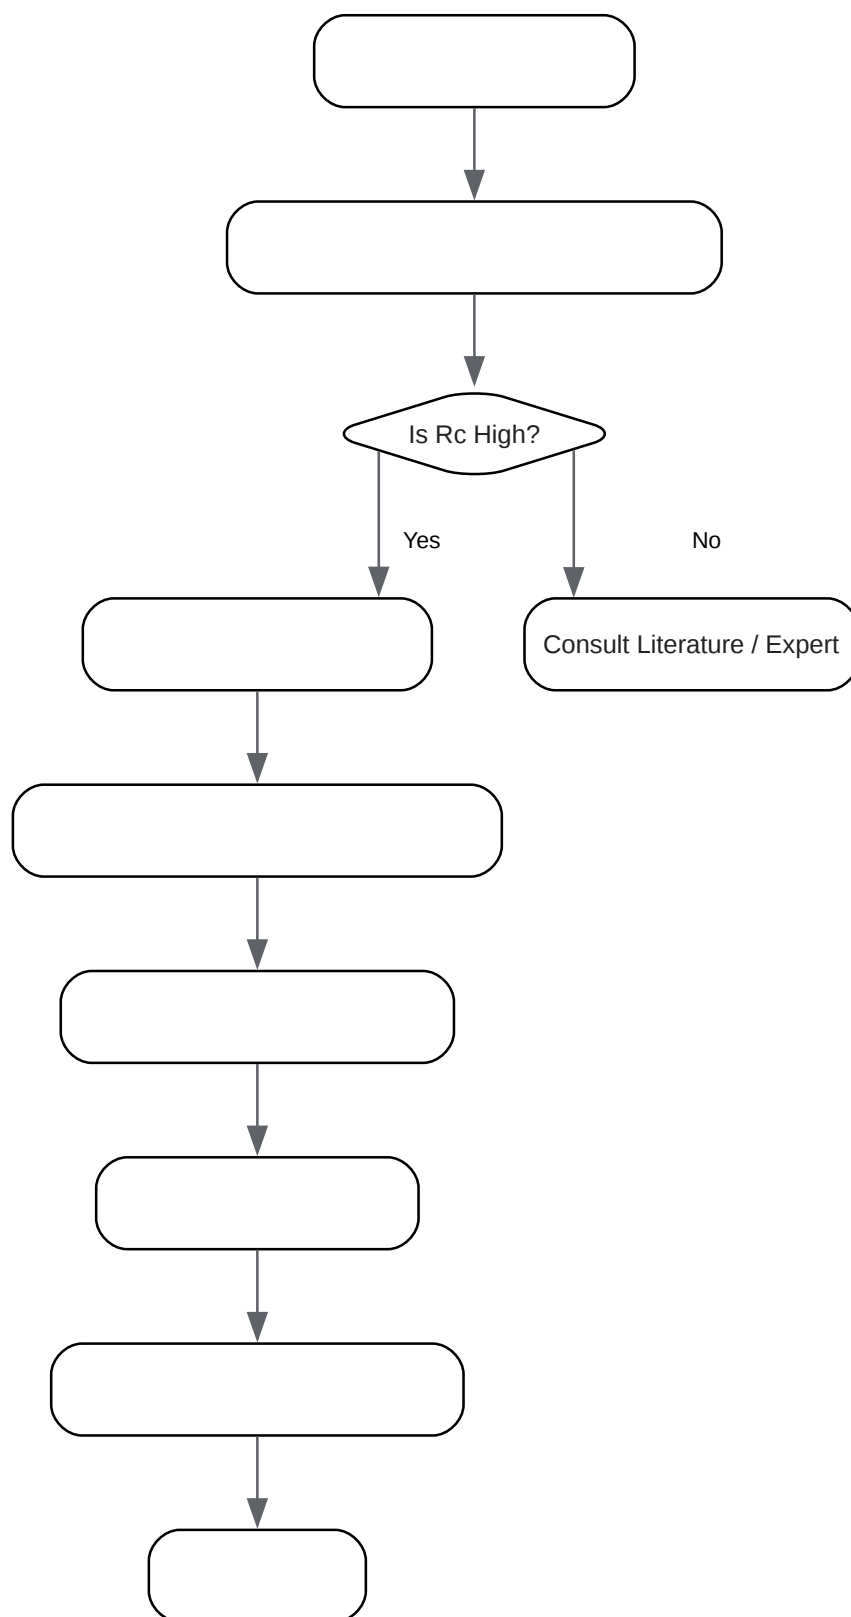 Is Rc High?
Yes
No
Consult Literature / Expert